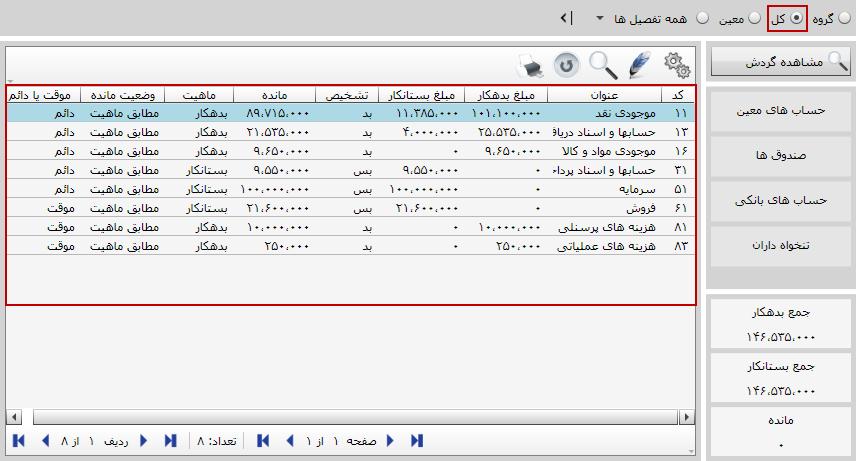 گروه کل معین همه تفصیل ها
مشاهده گردش
حساب های معین
صندوق ها
حساب های بانکی
تنخواه داران
جمع بدهکار
۱۴۶،۵۳۵،۰۰۰
جمع بستانکار
۱۴۶،۵۳۵،۰۰۰
مانده
۰
کد عنوان مبلغ بدهکار مبلغ بستانکار تشخیص مانده ماهیت وضعیت مانده موقت یا دائم
۱۱ موجودی نقد ۱۰۱،۱۰۰،۰۰۰ ۱۱،۳۸۵،۰۰۰ بد ۸۹،۷۱۵،۰۰۰ بدهکار مطابق ماهیت دائم
۱۳ حسابها و اسناد دریاف ۲۵،۵۳۵،۰۰۰ ۴،۰۰۰،۰۰۰ بد ۲۱،۵۳۵،۰۰۰ بدهکار مطابق ماهیت دائم
۱۶ موجودی مواد و کالا ۹،۶۵۰،۰۰۰ ۰ بد ۹،۶۵۰،۰۰۰ بدهکار مطابق ماهیت دائم
۳۱ حسابها و اسناد پرداخ ۰ ۹،۵۵۰،۰۰۰ بس ۹،۵۵۰،۰۰۰ بستانکار مطابق ماهیت دائم
۵۱ سرمایه ۰ ۱۰۰،۰۰۰،۰۰۰ بس ۱۰۰،۰۰۰،۰۰۰ بستانکار مطابق ماهیت دائم
۶۱ فروش ۰ ۲۱،۶۰۰،۰۰۰ بس ۲۱،۶۰۰،۰۰۰ بستانکار مطابق ماهیت موقت
۸۱ هزینه های پرسنلی ۱۰،۰۰۰،۰۰۰ ۰ بد ۱۰،۰۰۰،۰۰۰ بدهکار مطابق ماهیت موقت
۸۳ هزینه های عملیاتی ۲۵۰،۰۰۰ ۰ بد ۲۵۰،۰۰۰ بدهکار مطابق ماهیت موقت
صفحه ۱ از ۱ تعداد: ۸ ردیف ۱ از ۸